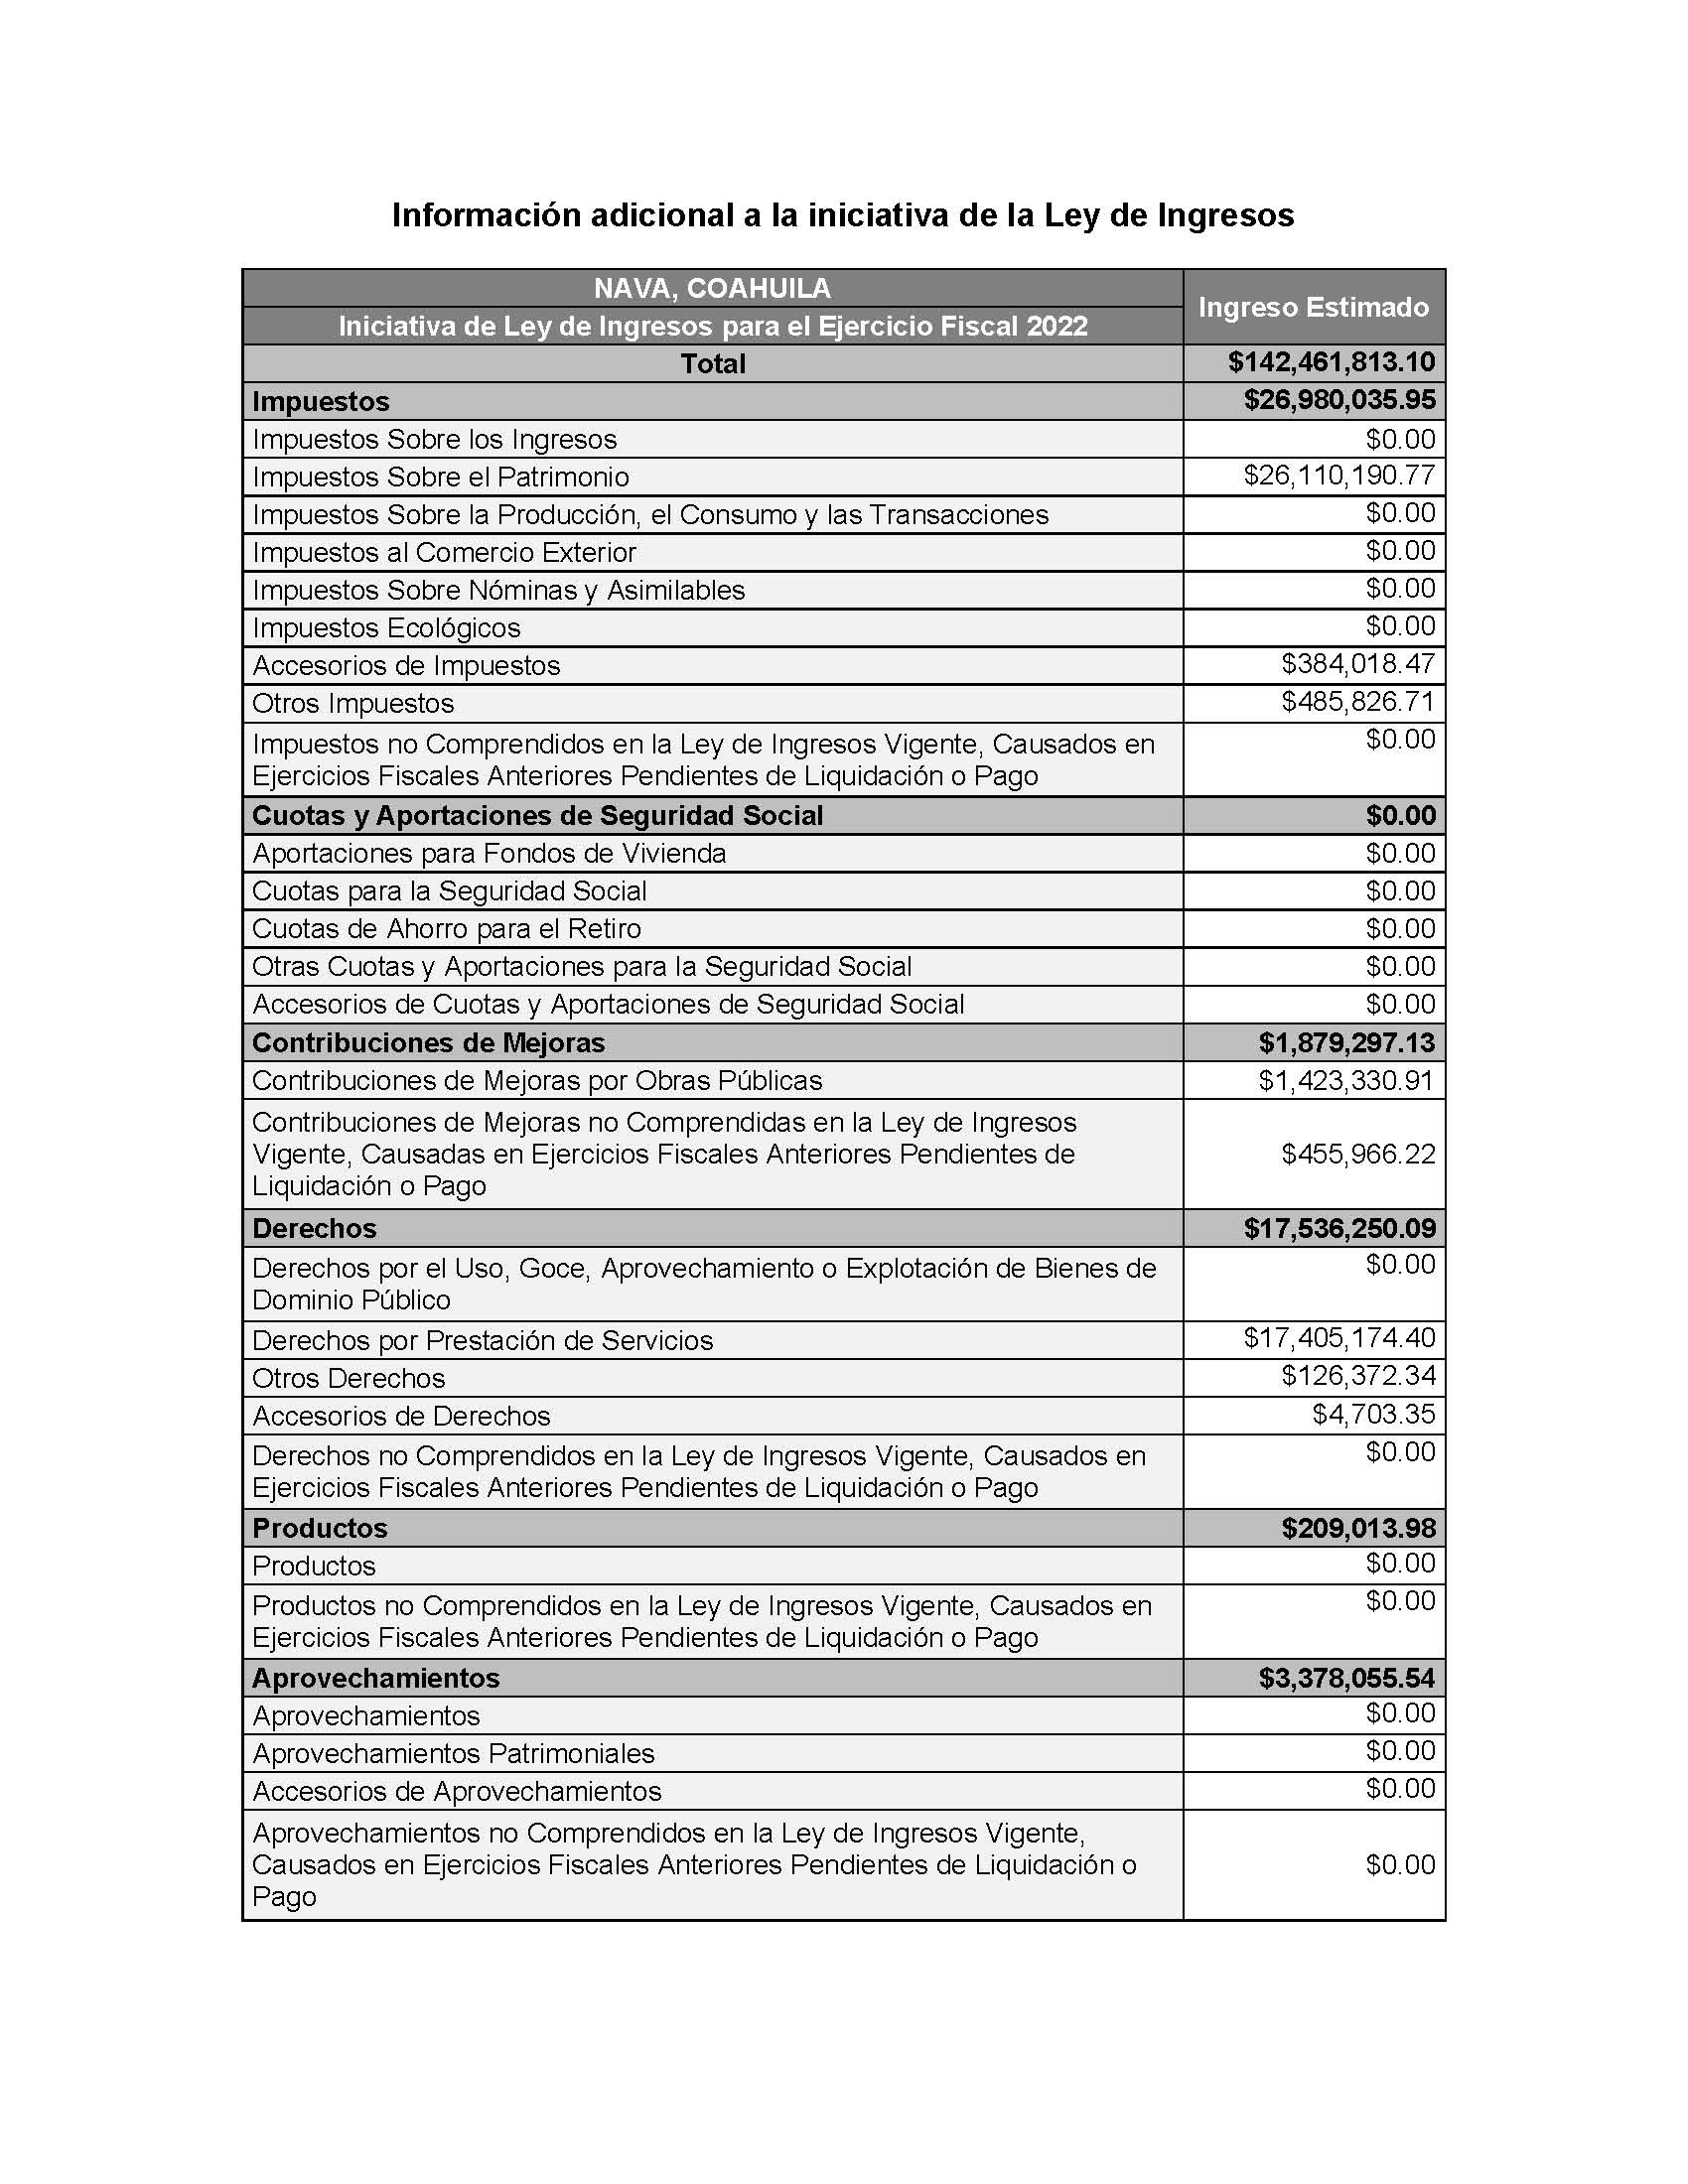 Información adicional a la iniciativa de la Ley de Ingresos
NAVA, COAHUILA
Ingreso Estimado
Iniciativa de Ley de Ingresos para el Ejercicio Fiscal 2022
Total $142,461,813.10
Impuestos $26,980,035.95
Impuestos Sobre los Ingresos $0.00
Impuestos Sobre el Patrimonio $26,110,190.77
Impuestos Sobre la Producción, el Consumo y las Transacciones $0.00
Impuestos al Comercio Exterior $0.00
Impuestos Sobre Nóminas y Asimilables $0.00
Impuestos Ecológicos $0.00
Accesorios de Impuestos $384,018.47
Otros Impuestos $485,826.71
Impuestos no Comprendidos en la Ley de Ingresos Vigente, Causados en $0.00
Ejercicios Fiscales Anteriores Pendientes de Liquidación o Pago
Cuotas y Aportaciones de Seguridad Social $0.00
Aportaciones para Fondos de Vivienda $0.00
Cuotas para la Seguridad Social $0.00
Cuotas de Ahorro para el Retiro $0.00
Otras Cuotas y Aportaciones para la Seguridad Social $0.00
Accesorios de Cuotas y Aportaciones de Seguridad Social $0.00
Contribuciones de Mejoras $1,879,297.13
Contribuciones de Mejoras por Obras Públicas $1,423,330.91
Contribuciones de Mejoras no Comprendidas en la Ley de Ingresos
Vigente, Causadas en Ejercicios Fiscales Anteriores Pendientes de $455,966.22
Liquidación o Pago
Derechos $17,536,250.09
Derechos por el Uso, Goce, Aprovechamiento o Explotación de Bienes de $0.00
Dominio Público
Derechos por Prestación de Servicios $17,405,174.40
Otros Derechos $126,372.34
Accesorios de Derechos $4,703.35
Derechos no Comprendidos en la Ley de Ingresos Vigente, Causados en $0.00
Ejercicios Fiscales Anteriores Pendientes de Liquidación o Pago
Productos $209,013.98
Productos $0.00
Productos no Comprendidos en la Ley de Ingresos Vigente, Causados en $0.00
Ejercicios Fiscales Anteriores Pendientes de Liquidación o Pago
Aprovechamientos $3,378,055.54
Aprovechamientos $0.00
Aprovechamientos Patrimoniales $0.00
Accesorios de Aprovechamientos $0.00
Aprovechamientos no Comprendidos en la Ley de Ingresos Vigente,
Causados en Ejercicios Fiscales Anteriores Pendientes de Liquidación o $0.00
Pago